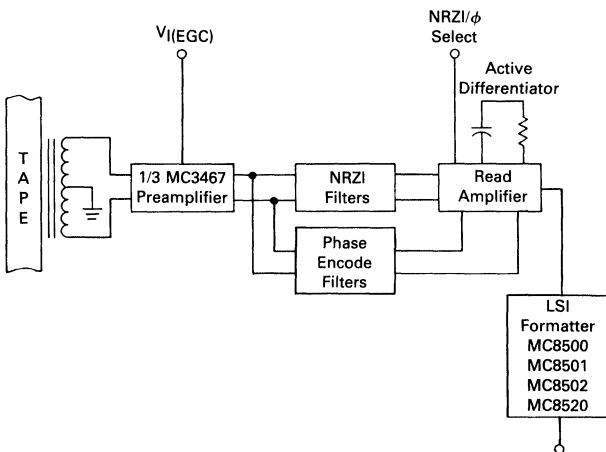 VI(EGC)
NRZI/ϕ
Select
Active
Differentiator
T
A
P
E
1/3 MC3467
Preamplifier
NRZI
Filters
Read
Amplifier
Phase
Encode
Filters
LSI
Formatter
MC8500
MC8501
MC8502
MC8520